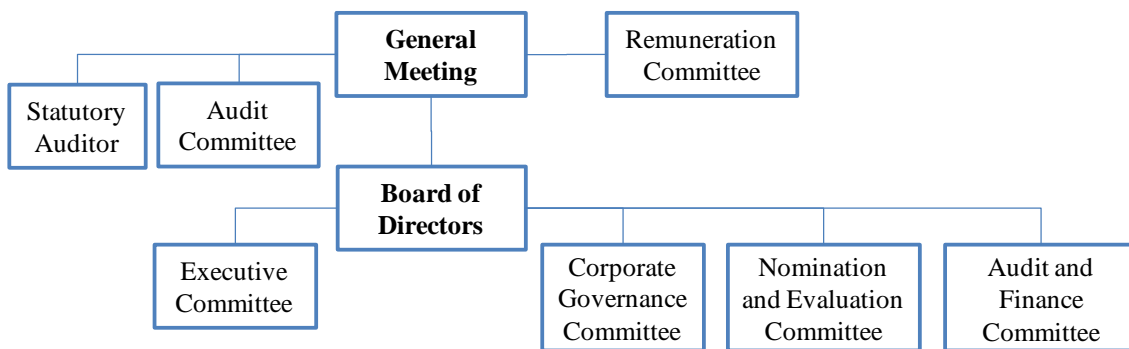 General
Meeting
Remuneration
Committee
Statutory
Auditor
Audit
Committee
Board of
Directors
Executive
Committee
Corporate
Governance
Committee
Nomination
and Evaluation
Committee
Audit and
Finance
Committee